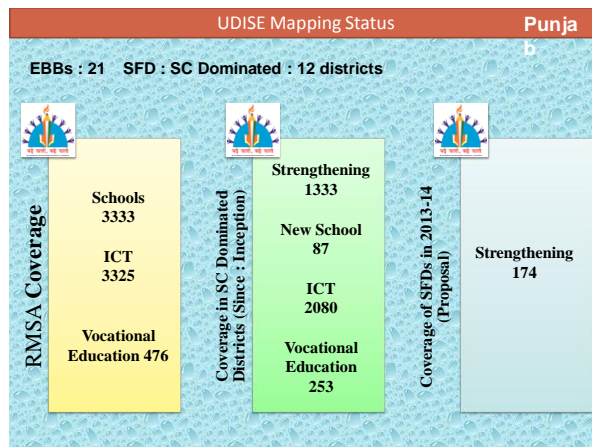 UDISE Mapping Status
Punja
b
EBBs : 21 SFD : SC Dominated : 12 districts
RMSA Coverage
Schools
3333
ICT
3325
Vocational
Education 476
Coverage in SC Dominated
Districts (Since : Inception)
Strengthening
1333
New School
87
ICT
2080
Vocational
Education
253
Coverage of SFDs in 2013-14
(Proposal)
Strengthening
174